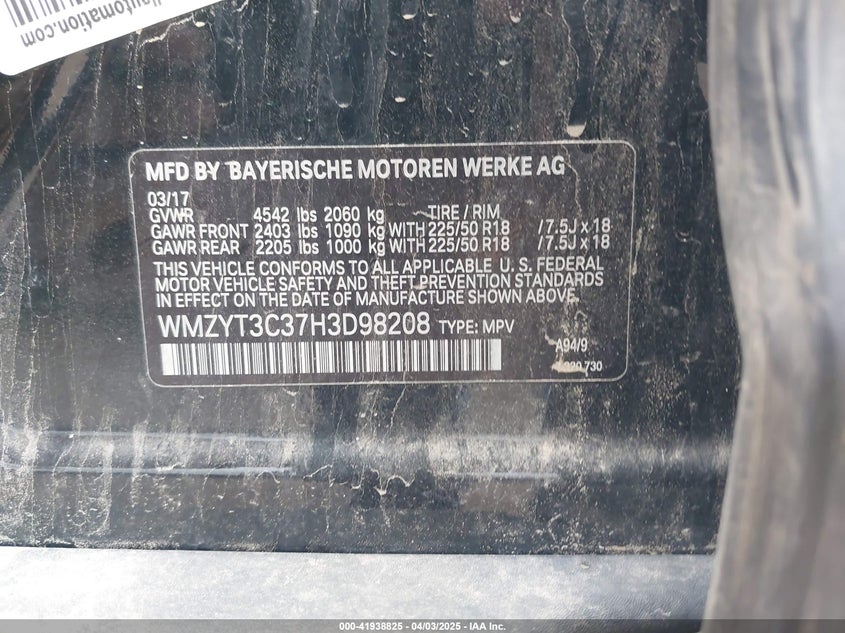 llautomation.com
MFD BY BAYERISCHE MOTOREN WERKE AG
03/17
GVWR 4542 lbs 2060 kg TIRE / RIM
GAWR FRONT 2403 lbs 1090 kg WITH 225/50 R18 / 7.5J x 18
GAWR REAR 2205 lbs 1000 kg WITH 225/50 R18 / 7.5J x 18
THIS VEHICLE CONFORMS TO ALL APPLICABLE U. S. FEDERAL
MOTOR VEHICLE SAFETY AND THEFT PREVENTION STANDARDS
IN EFFECT ON THE DATE OF MANUFACTURE SHOWN ABOVE.
WMZYT3C37H3D98208 TYPE: MPV
A94/9
730
000-41938825 - 04/03/2025 - IAA Inc.